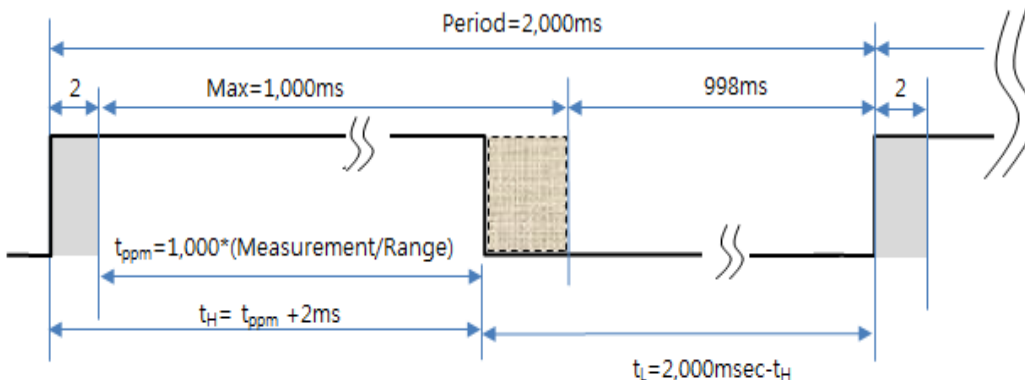 Period=2,000ms
2
Max=1,000ms
998ms
2
tppm=1,000*(Measurement/Range)
tH= tppm +2ms
tL=2,000msec-tH